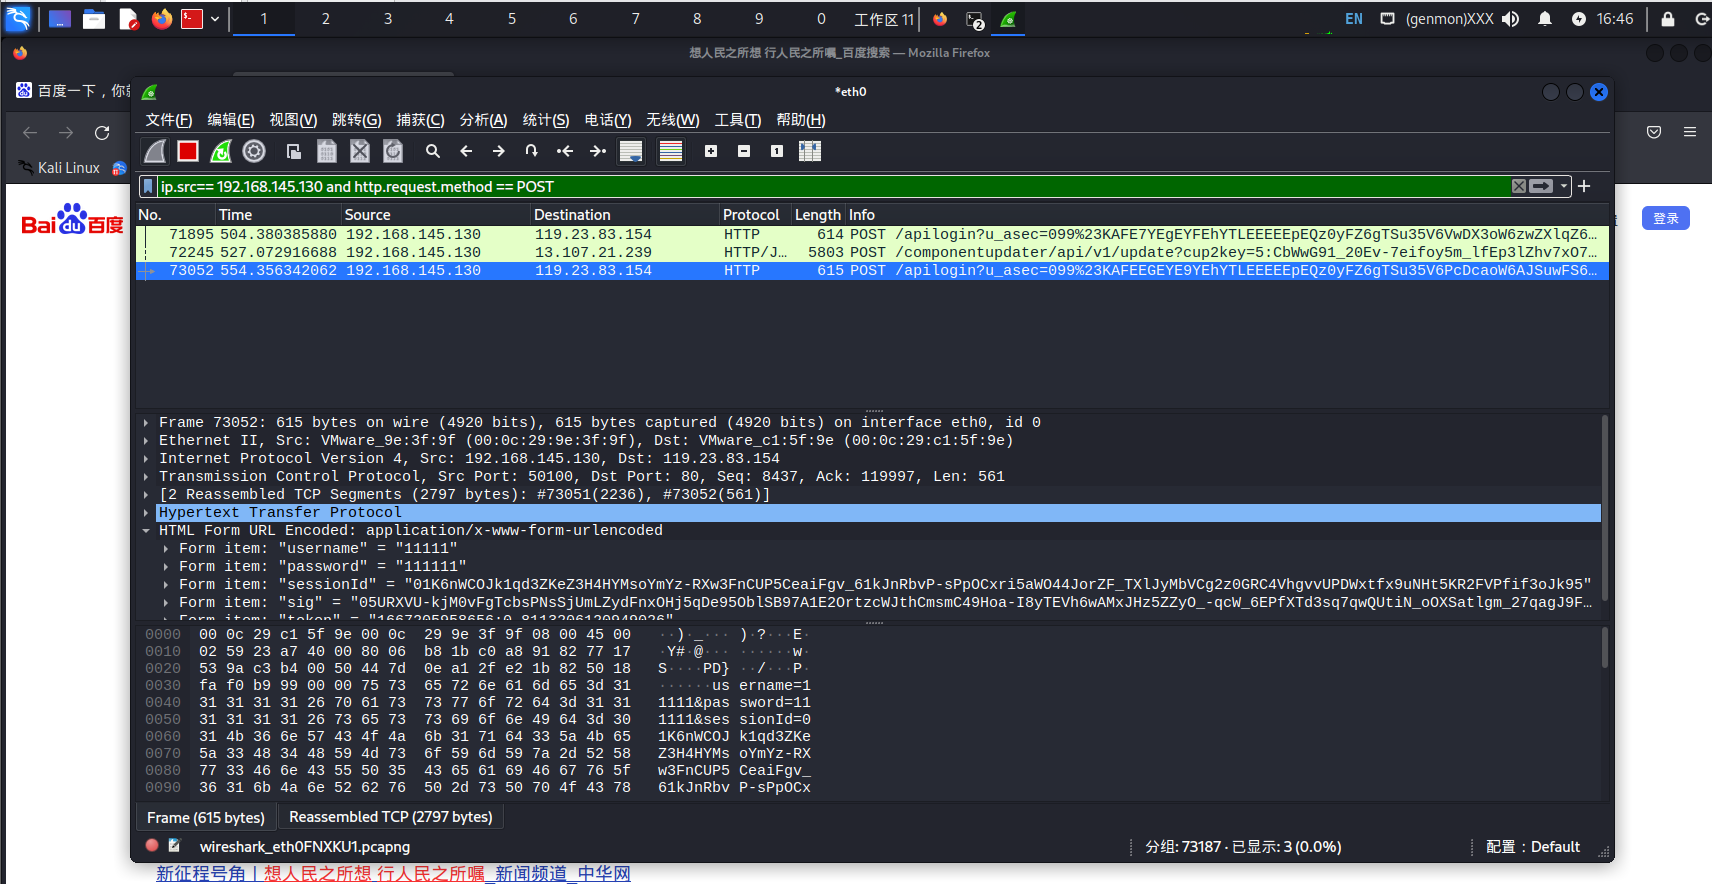 1 2 3 4 5 6 7 8 9 0 工作区 11 2 EN (genmon)XXX 16:46
想人民之所想 行人民之所嘱_百度搜索 — Mozilla Firefox
百度一下，你
*eth0
文件(F) 编辑(E) 视图(V) 跳转(G) 捕获(C) 分析(A) 统计(S) 电话(Y) 无线(W) 工具(T) 帮助(H)
Kali Linux
ip.src== 192.168.145.130 and http.request.method == POST
Bai du 百度
登录
No. Time Source Destination Protocol Length Info
71895 504.380385880 192.168.145.130 119.23.83.154 HTTP 614 POST /apilogin?u_asec=099%23KAFE7YEgEYFEhYTLEEEEEpEQz0yFZ6gTSu35V6VwDX3oW6zwZXlqZ6…
72245 527.072916688 192.168.145.130 13.107.21.239 HTTP/J… 5803 POST /componentupdater/api/v1/update?cup2key=5:CbWwG91_20Ev-7eifoy5m_lfEp3lZhv7xO7…
73052 554.356342062 192.168.145.130 119.23.83.154 HTTP 615 POST /apilogin?u_asec=099%23KAFEEGEYE9YEhYTLEEEEEpEQz0yFZ6gTSu35V6PcDcaoW6AJSuwFS6…
Frame 73052: 615 bytes on wire (4920 bits), 615 bytes captured (4920 bits) on interface eth0, id 0
Ethernet II, Src: VMware_9e:3f:9f (00:0c:29:9e:3f:9f), Dst: VMware_c1:5f:9e (00:0c:29:c1:5f:9e)
Internet Protocol Version 4, Src: 192.168.145.130, Dst: 119.23.83.154
Transmission Control Protocol, Src Port: 50100, Dst Port: 80, Seq: 8437, Ack: 119997, Len: 561
[2 Reassembled TCP Segments (2797 bytes): #73051(2236), #73052(561)]
Hypertext Transfer Protocol
HTML Form URL Encoded: application/x-www-form-urlencoded
Form item: "username" = "11111"
Form item: "password" = "111111"
Form item: "sessionId" = "01K6nWCOJk1qd3ZKeZ3H4HYMsoYmYz-RXw3FnCUP5CeaiFgv_61kJnRbvP-sPpOCxri5aWO44JorZF_TXlJyMbVCg2z0GRC4VhgvvUPDWxtfx9uNHt5KR2FVPfif3oJk95"
Form item: "sig" = "05URXVU-kjM0vFgTcbsPNsSjUmLZydFnxOHj5qDe95OblSB97A1E2OrtzcWJthCmsmC49Hoa-I8yTEVh6wAMxJHz5ZZyO_-qcW_6EPfXTd3sq7qwQUtiN_oOXSatlgm_27qagJ9F…
Form item: "token" = "1667205958656:0.8113206120949026"
0000 00 0c 29 c1 5f 9e 00 0c 29 9e 3f 9f 08 00 45 00 ··)·_··· )·?···E·
0010 02 59 23 a7 40 00 80 06 b8 1b c0 a8 91 82 77 17 ·Y#·@··· ······w·
0020 53 9a c3 b4 00 50 44 7d 0e a1 2f e2 1b 82 50 18 S····PD} ··/···P·
0030 fa f0 b9 99 00 00 75 73 65 72 6e 61 6d 65 3d 31 ······us ername=1
0040 31 31 31 31 26 70 61 73 73 77 6f 72 64 3d 31 31 1111&pas sword=11
0050 31 31 31 31 26 73 65 73 73 69 6f 6e 49 64 3d 30 1111&ses sionId=0
0060 31 4b 36 6e 57 43 4f 4a 6b 31 71 64 33 5a 4b 65 1K6nWCOJ k1qd3ZKe
0070 5a 33 48 34 48 59 4d 73 6f 59 6d 59 7a 2d 52 58 Z3H4HYMs oYmYz-RX
0080 77 33 46 6e 43 55 50 35 43 65 61 69 46 67 76 5f w3FnCUP5 CeaiFgv_
0090 36 31 6b 4a 6e 52 62 76 50 2d 73 50 70 4f 43 78 61kJnRbv P-sPpOCx
Frame (615 bytes) Reassembled TCP (2797 bytes)
wireshark_eth0FNXKU1.pcapng 分组: 73187 · 已显示: 3 (0.0%) 配置：Default
新征程号角丨想人民之所想 行人民之所嘱_新闻频道_中华网